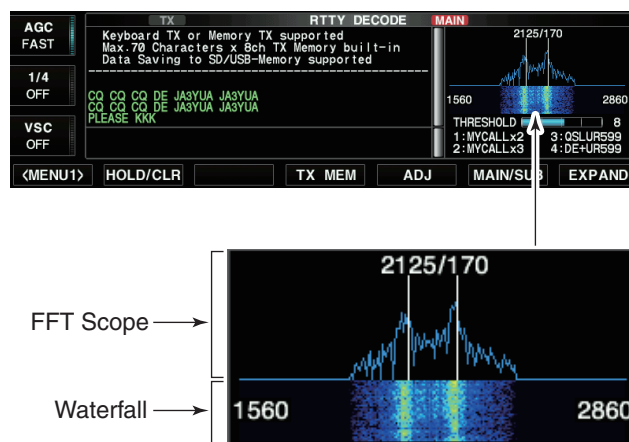 AGC
FAST
1/4
OFF
VSC
OFF
TX
RTTY DECODE
MAIN
Keyboard TX or Memory TX
supported
Max.70 Characters x 8ch TX Memory built-in
Data Saving to SD/USB-Memory supported
CQ CQ CQ DE JA3YUA JA3YUA
CQ CQ CQ DE JA3YUA JA3YUA
PLEASE KKK
2125/170
1560 2860
THRESHOLD 8
1:MYCALLx2 3:QSLUR599
2:MYCALLx3 4:DE+UR599
<MENU1> HOLD/CLR TX MEM ADJ MAIN/SUB EXPAND
2125/170
FFT Scope
Waterfall
1560 2860